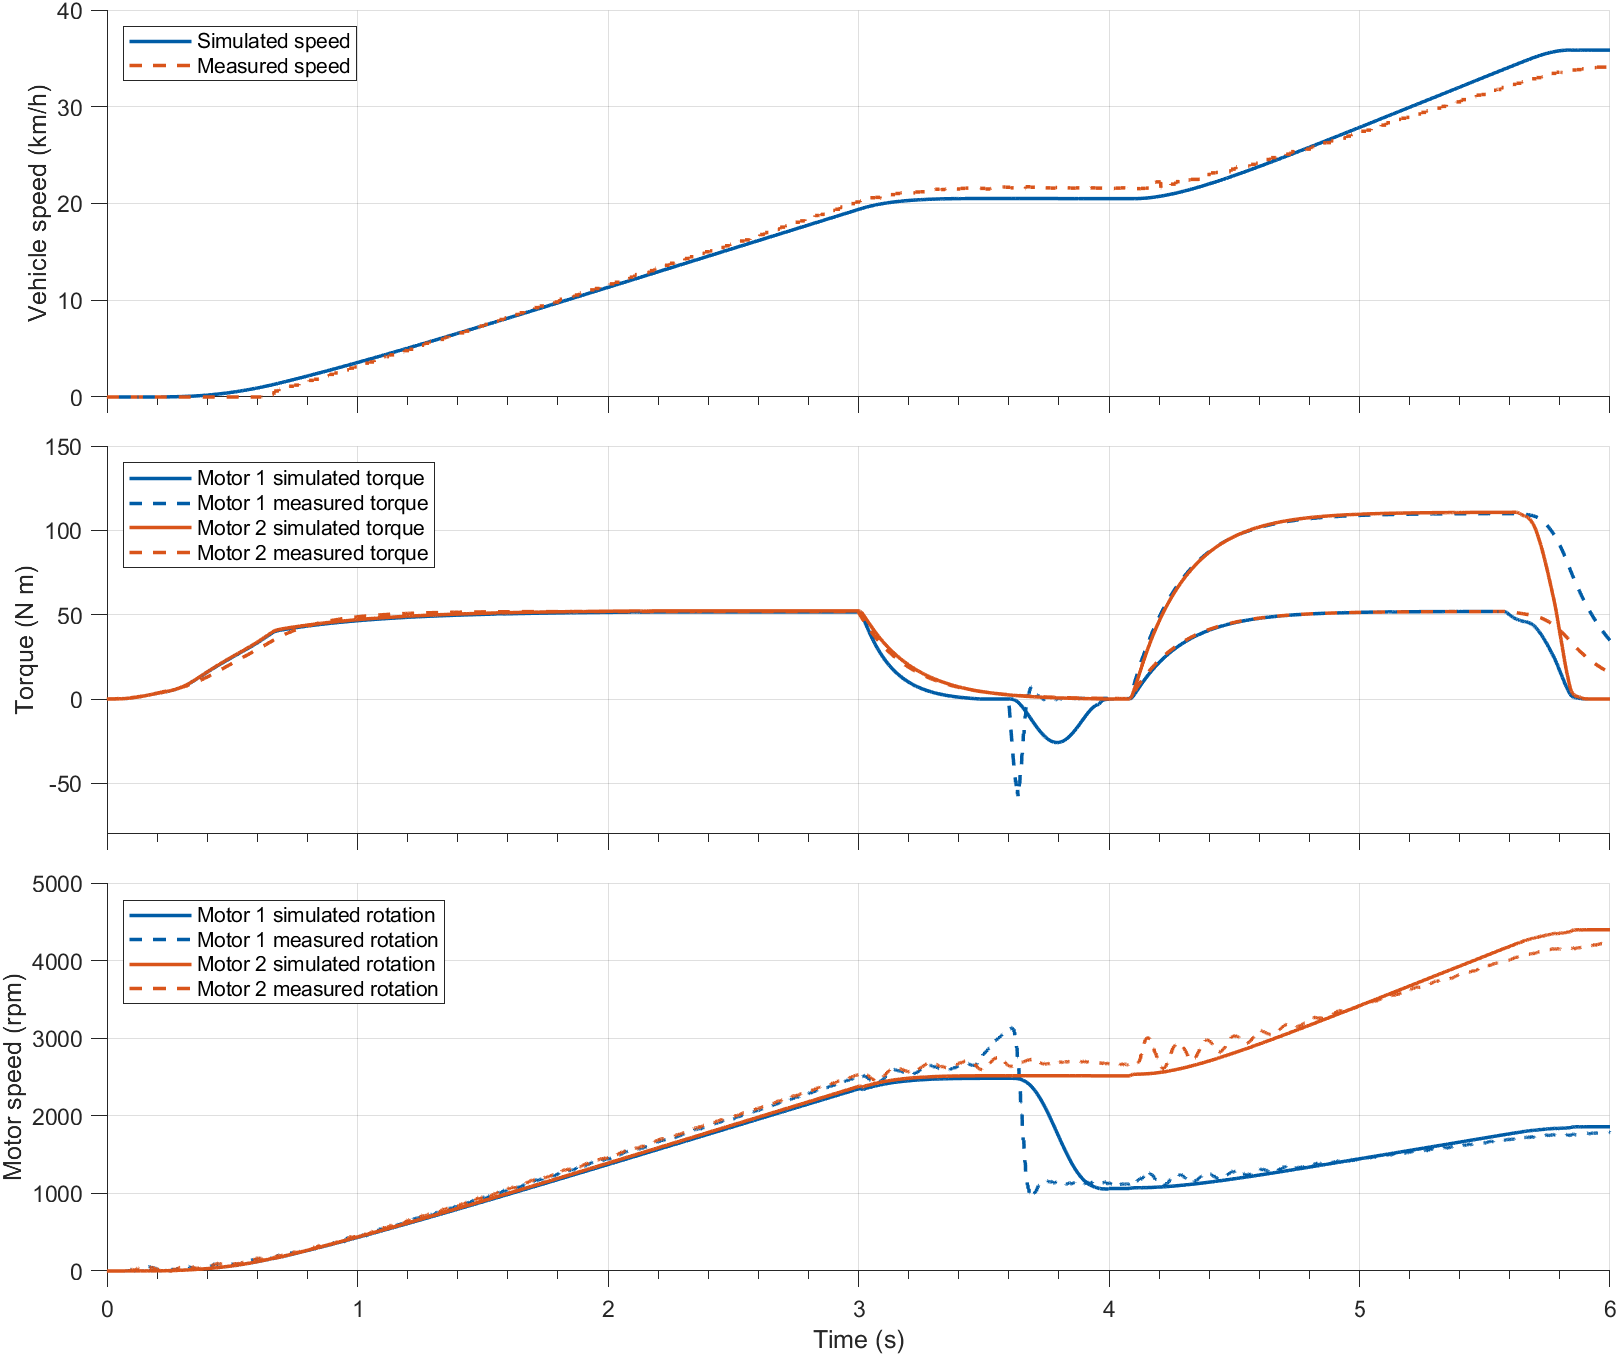 40
30
20
10
0
Vehicle speed (km/h)
Simulated speed
Measured speed
150
100
50
0
-50
Torque (N m)
Motor 1 simulated torque
Motor 1 measured torque
Motor 2 simulated torque
Motor 2 measured torque
5000
4000
3000
2000
1000
0
Motor speed (rpm)
Motor 1 simulated rotation
Motor 1 measured rotation
Motor 2 simulated rotation
Motor 2 measured rotation
0 1 2 3 4 5 6
Time (s)